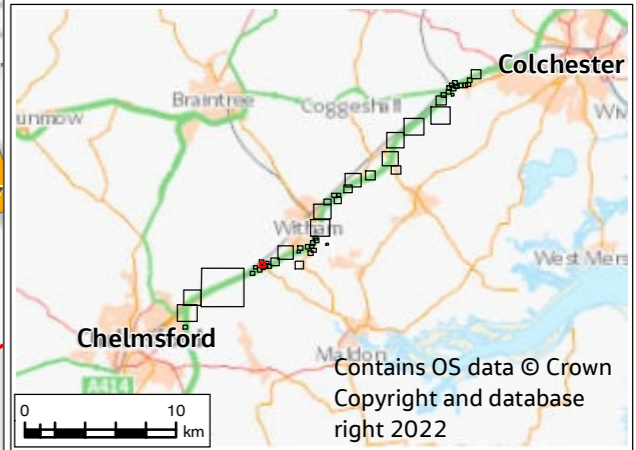 Colchester
Braintree
Coggeshall
unmow
Witham
West Mers
Chelmsford
Maldon
Contains OS data © Crown
Copyright and database
right 2022
A414
0 10
km